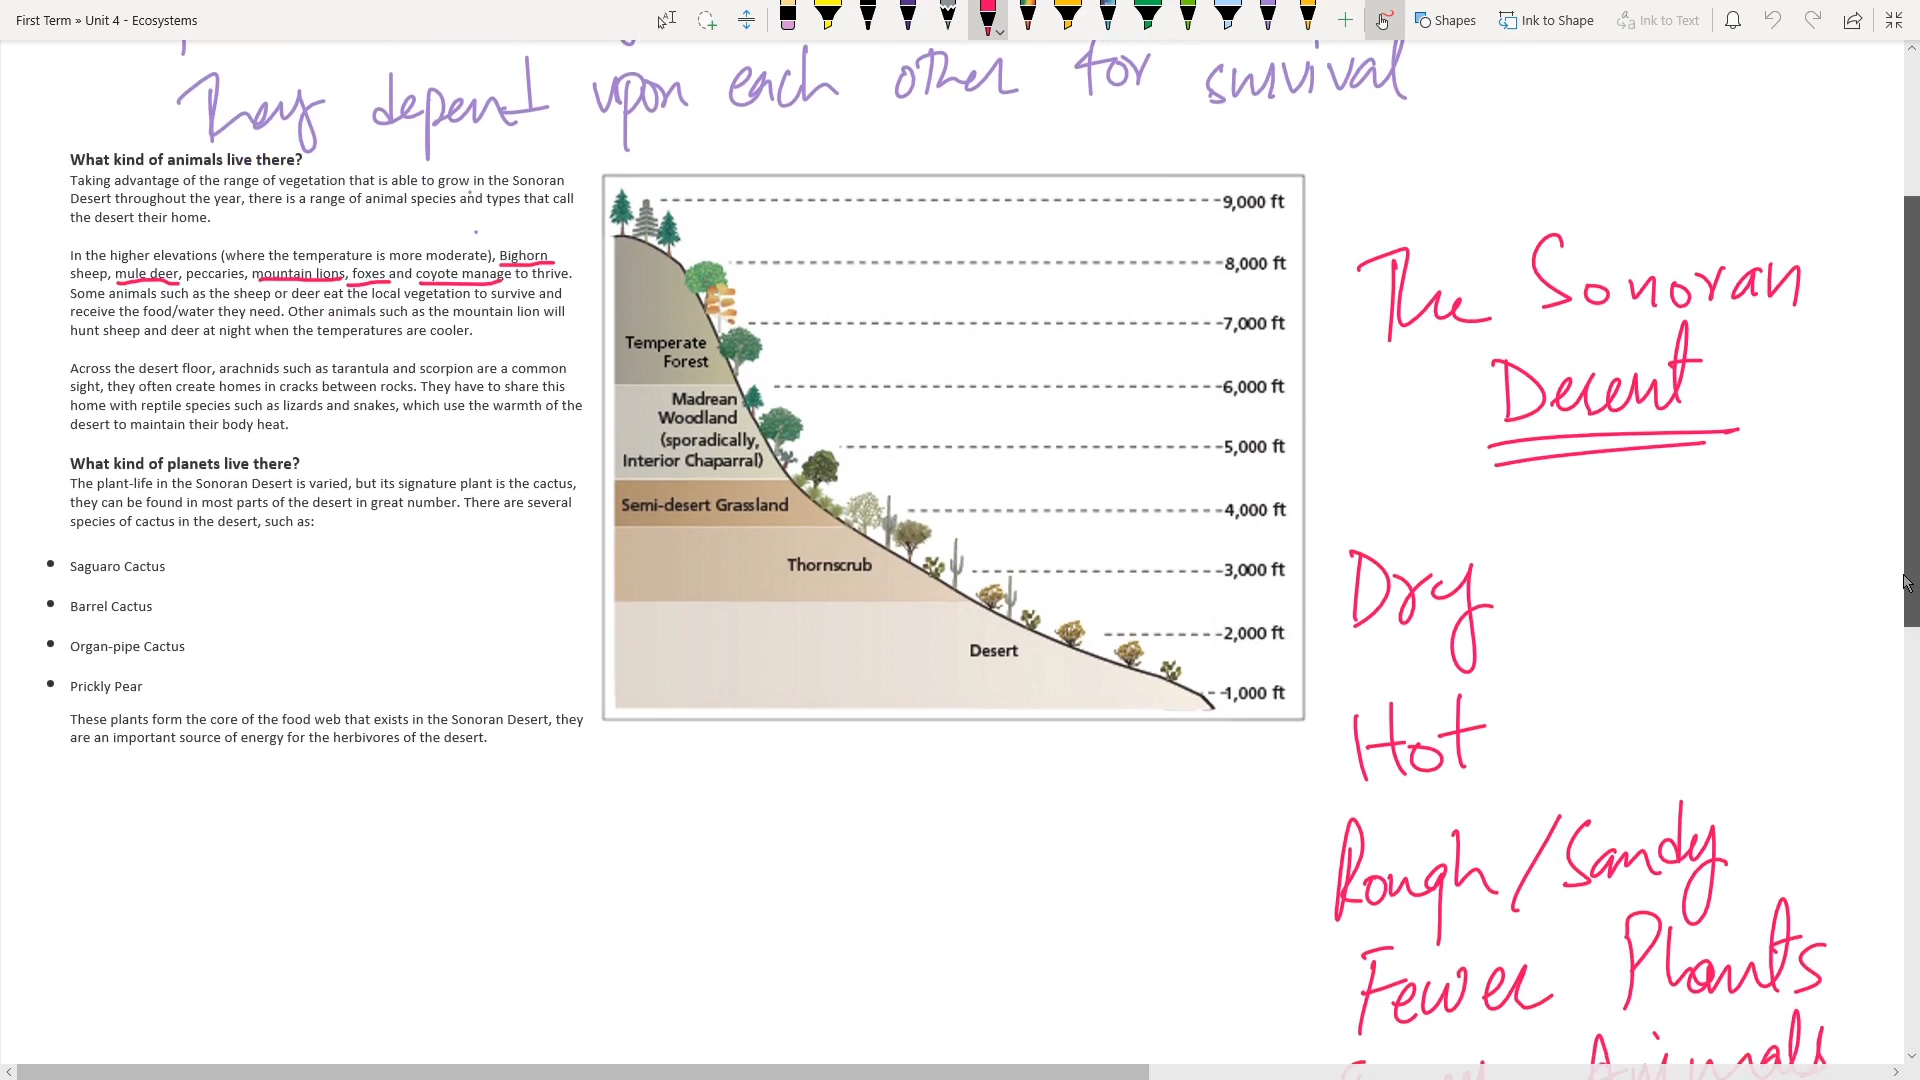 First Term » Unit 4 - Ecosystems
Shapes
Ink to Shape
Ink to Text
They depend upon each other for survival
What kind of animals live there?
Taking advantage of the range of vegetation that is able to grow in the Sonoran
Desert throughout the year, there is a range of animal species and types that call
the desert their home.
In the higher elevations (where the temperature is more moderate), Bighorn
sheep, mule deer, peccaries, mountain lions, foxes and coyote manage to thrive.
Some animals such as the sheep or deer eat the local vegetation to survive and
receive the food/water they need. Other animals such as the mountain lion will
hunt sheep and deer at night when the temperatures are cooler.
Across the desert floor, arachnids such as tarantula and scorpion are a common
sight, they often create homes in cracks between rocks. They have to share this
home with reptile species such as lizards and snakes, which use the warmth of the
desert to maintain their body heat.
What kind of planets live there?
The plant-life in the Sonoran Desert is varied, but its signature plant is the cactus,
they can be found in most parts of the desert in great number. There are several
species of cactus in the desert, such as:
Saguaro Cactus
Barrel Cactus
Organ-pipe Cactus
Prickly Pear
These plants form the core of the food web that exists in the Sonoran Desert, they
are an important source of energy for the herbivores of the desert.
9,000 ft
8,000 ft
7,000 ft
6,000 ft
5,000 ft
4,000 ft
3,000 ft
2,000 ft
1,000 ft
Temperate
Forest
Madrean
Woodland
(sporadically,
Interior Chaparral)
Semi-desert Grassland
Thornscrub
Desert
The Sonoran
Desert
Dry
Hot
Rough/Sandy
Fewer Plants
Animals